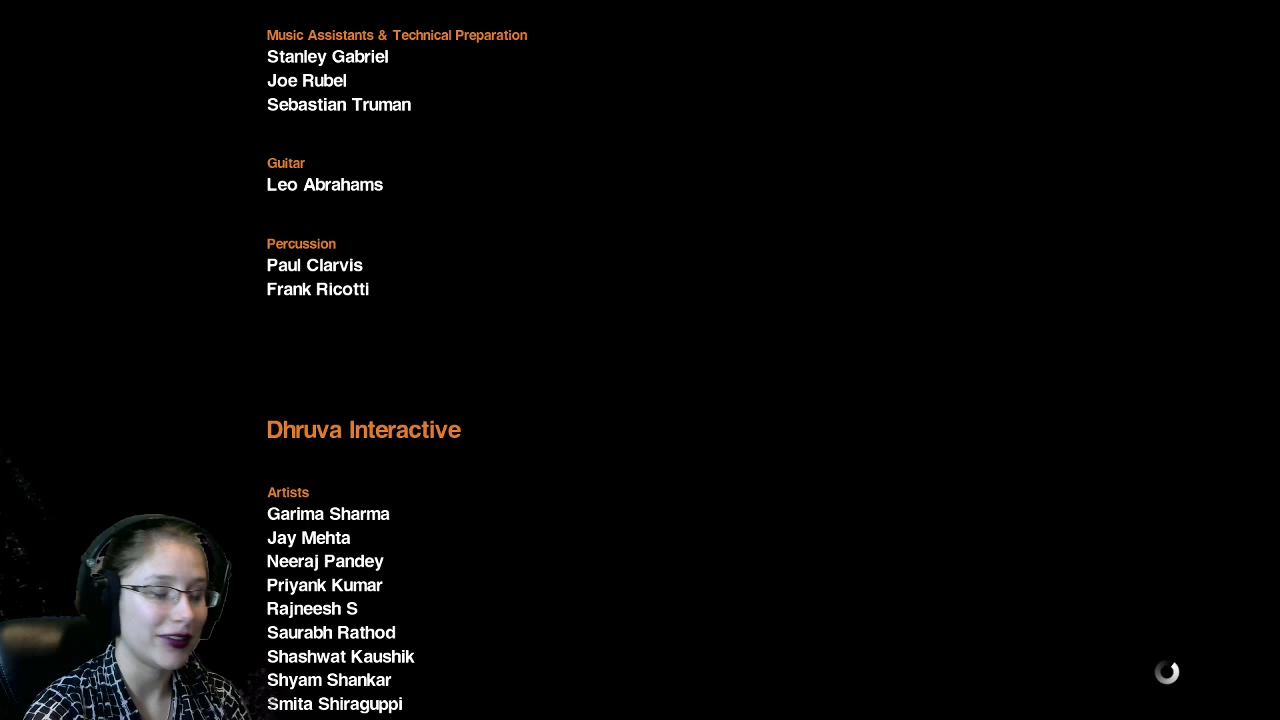 Music Assistants & Technical Preparation
Stanley Gabriel
Joe Rubel
Sebastian Truman
Guitar
Leo Abrahams
Percussion
Paul Clarvis
Frank Ricotti
Dhruva Interactive
Artists
Garima Sharma
Jay Mehta
Neeraj Pandey
Priyank Kumar
Rajneesh S
Saurabh Rathod
Shashwat Kaushik
Shyam Shankar
Smita Shiraguppi